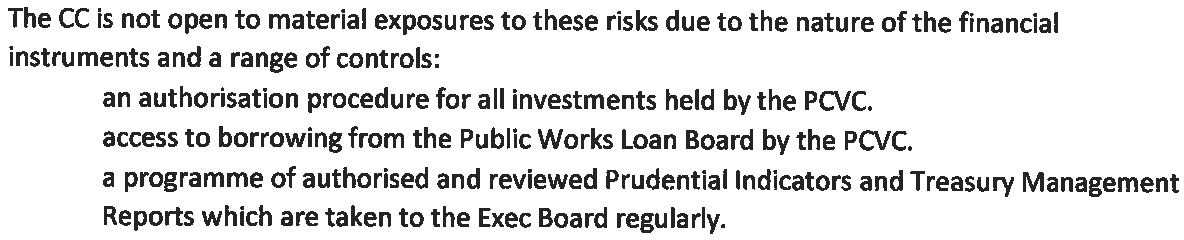 The CC is not open to material exposures to these risks due to the nature of the financial
instruments and a range of controls:
an authorisation procedure for all investments held by the PCVC.
access to borrowing from the Public Works Loan Board by the PCVC.
a programme of authorised and reviewed Prudential Indicators and Treasury Management
Reports which are taken to the Exec Board regularly.